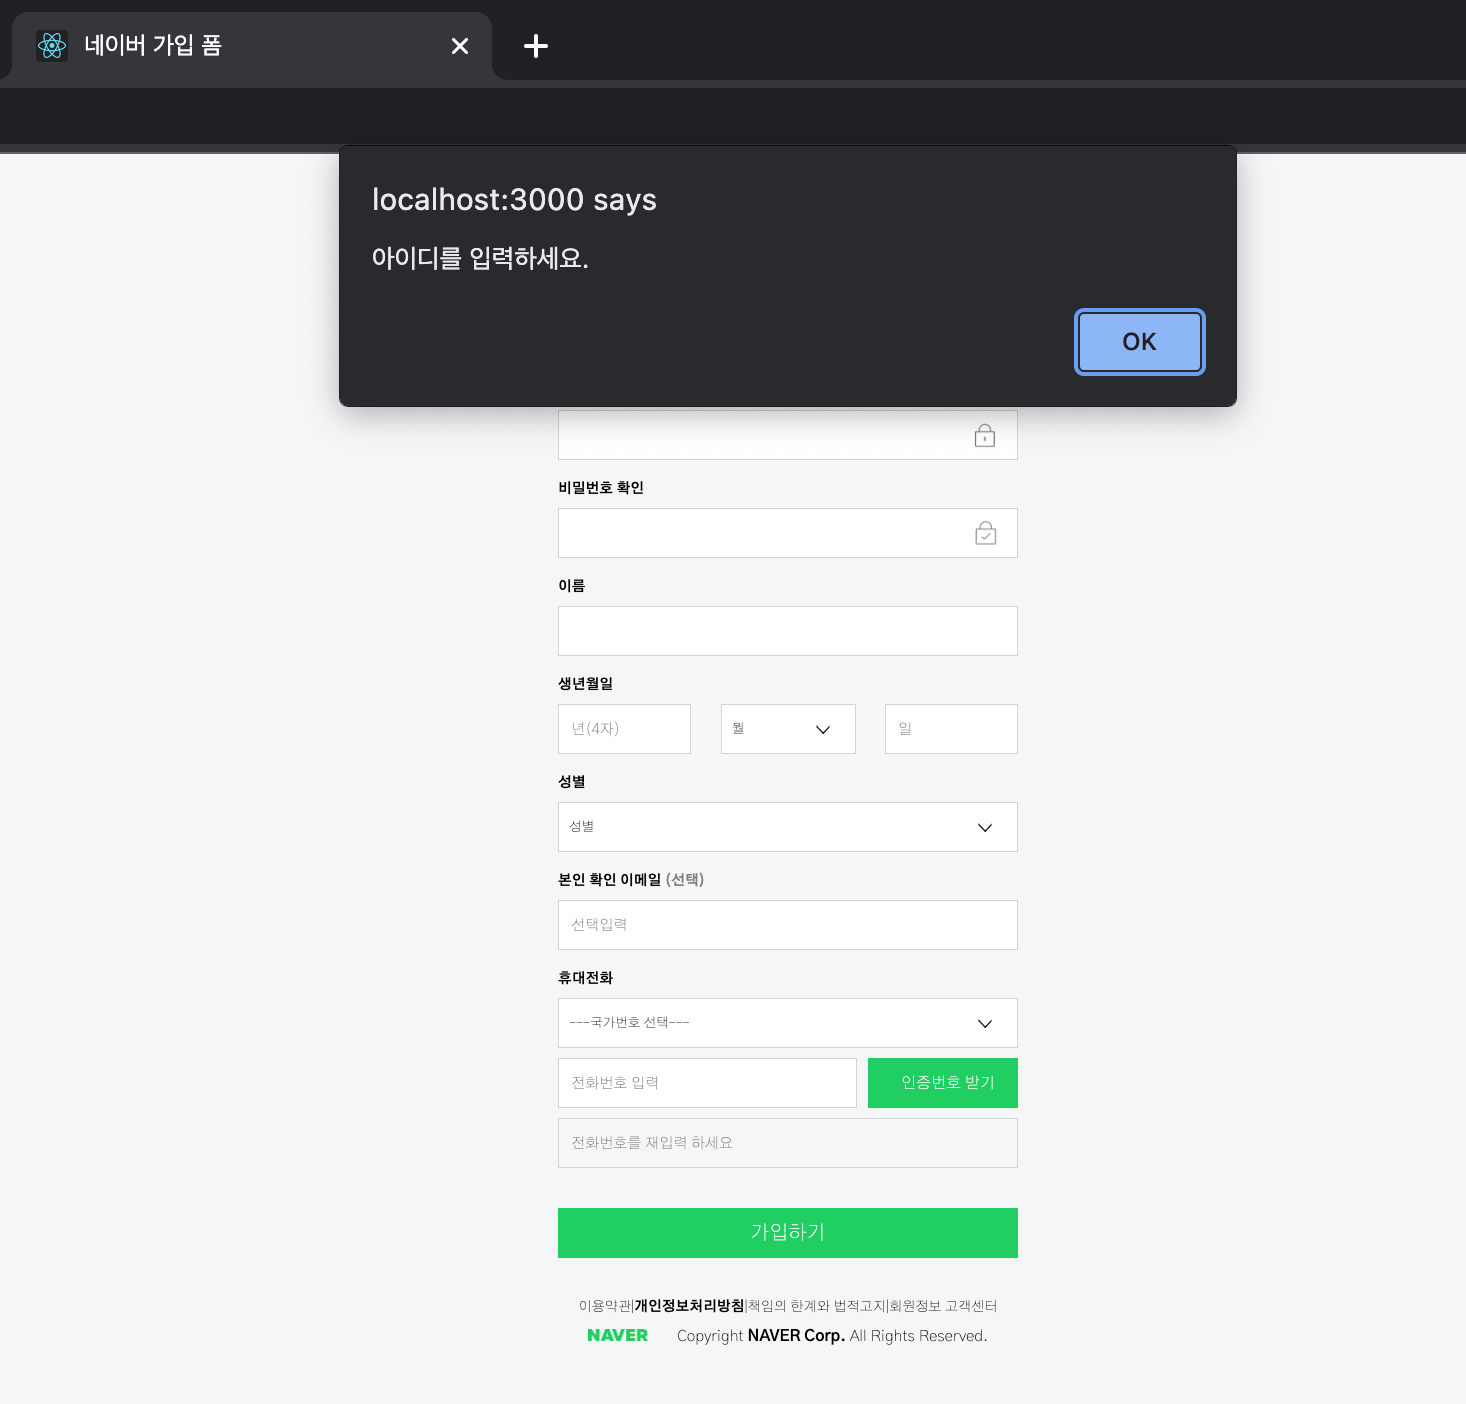 네이버 가입 폼
localhost:3000 says
아이디를 입력하세요.
OK
비밀번호 확인
이름
생년월일
년(4자) 월 일
성별
성별
본인 확인 이메일 (선택)
선택입력
휴대전화
---국가번호 선택---
전화번호 입력 인증번호 받기
전화번호를 재입력 하세요
가입하기
이용약관|개인정보처리방침|책임의 한계와 법적고지|회원정보 고객센터
NAVER Copyright NAVER Corp. All Rights Reserved.